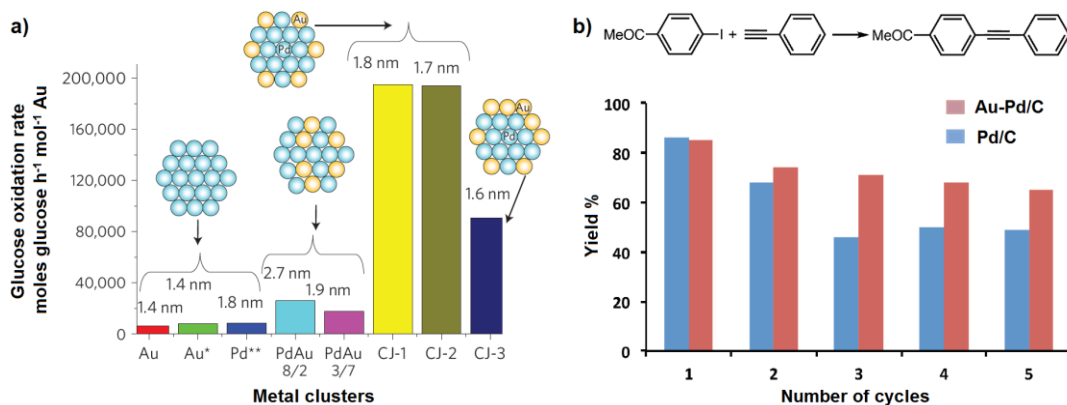 a)
Glucose oxidation rate
moles glucose h⁻¹ mol⁻¹ Au
200,000
160,000
120,000
80,000
40,000
0
Au
Pd
1.8 nm
1.7 nm
Au
Pd
1.6 nm
1.4 nm
1.4 nm
1.8 nm
2.7 nm
1.9 nm
Au
Au*
Pd**
PdAu
8/2
PdAu
3/7
CJ-1
CJ-2
CJ-3
Metal clusters
b)
MeOC
I
+
MeOC
Au-Pd/C
Pd/C
Yield %
100
80
60
40
20
0
1
2
3
4
5
Number of cycles